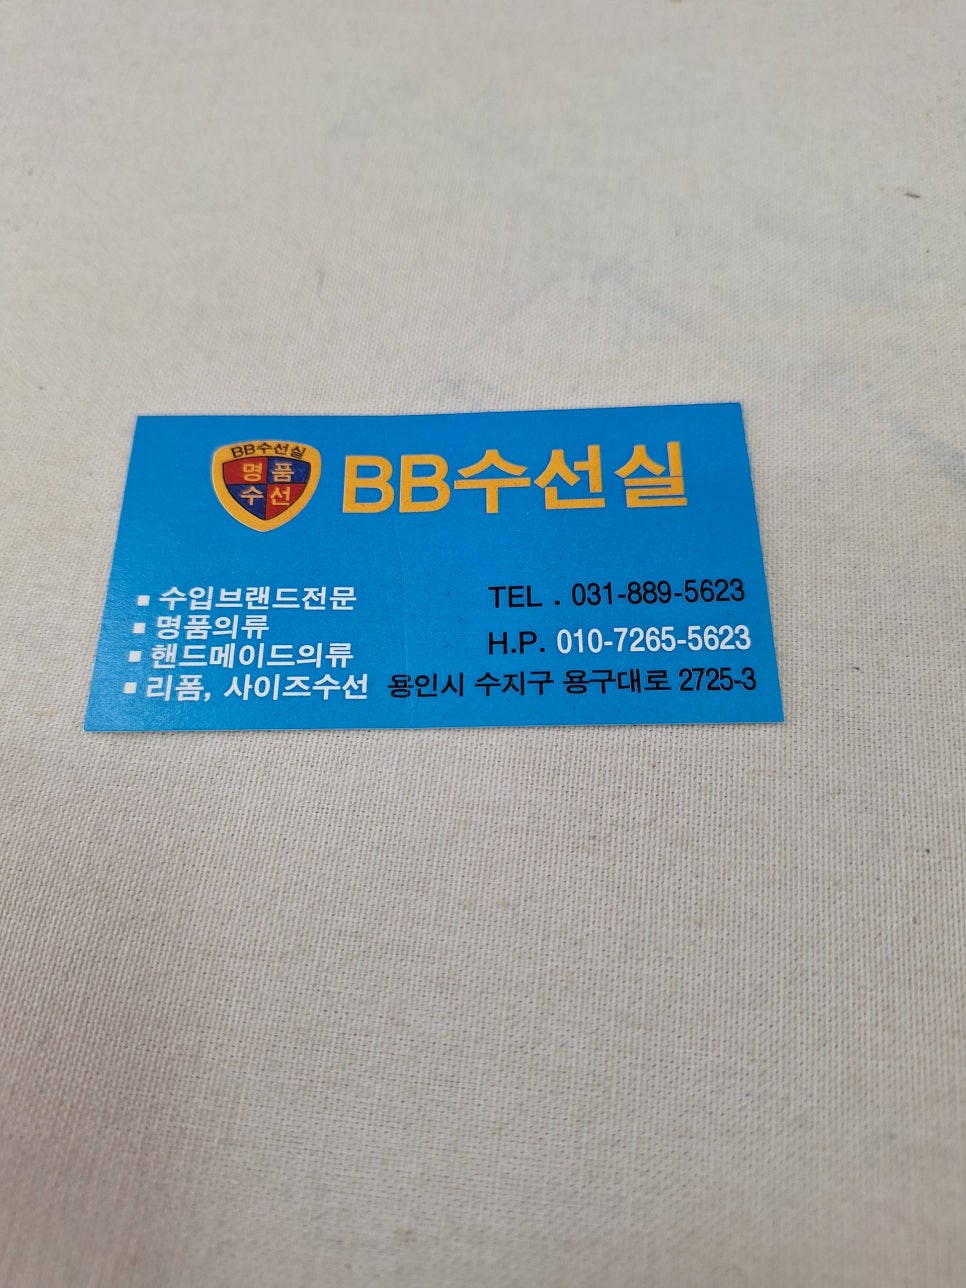 BB수선실
명품
수선
BB수선실
▪ 수입브랜드전문
▪ 명품의류
▪ 핸드메이드의류
▪ 리폼, 사이즈수선
TEL . 031-889-5623
H.P. 010-7265-5623
용인시 수지구 용구대로 2725-3